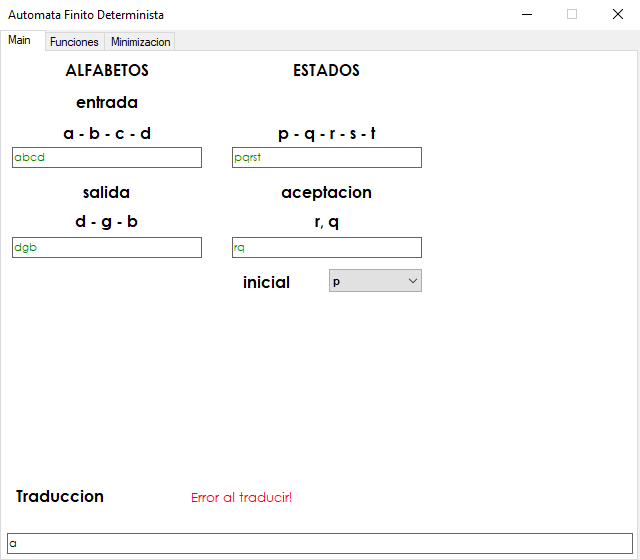 Automata Finito Determinista
Main Funciones Minimizacion
ALFABETOS ESTADOS
entrada
a - b - c - d p - q - r - s - t
abcd pqrst
salida aceptacion
d - g - b r, q
dgb rq
inicial p
Traduccion Error al traducir!
a